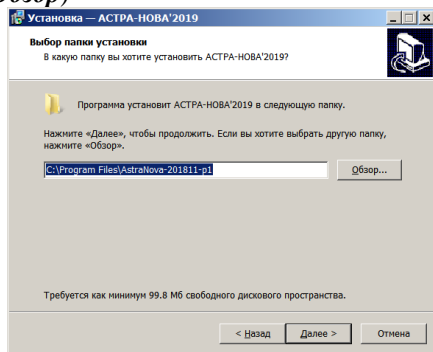 бзор)
Установка — АСТРА-НОВА'2019
Выбор папки установки
В какую папку вы хотите установить АСТРА-НОВА'2019?
Программа установит АСТРА-НОВА'2019 в следующую папку.
Нажмите «Далее», чтобы продолжить. Если вы хотите выбрать другую папку,
нажмите «Обзор».
C:\Program Files\AstraNova-201811-p1
Обзор...
Требуется как минимум 99.8 Мб свободного дискового пространства.
< Назад
Далее >
Отмена